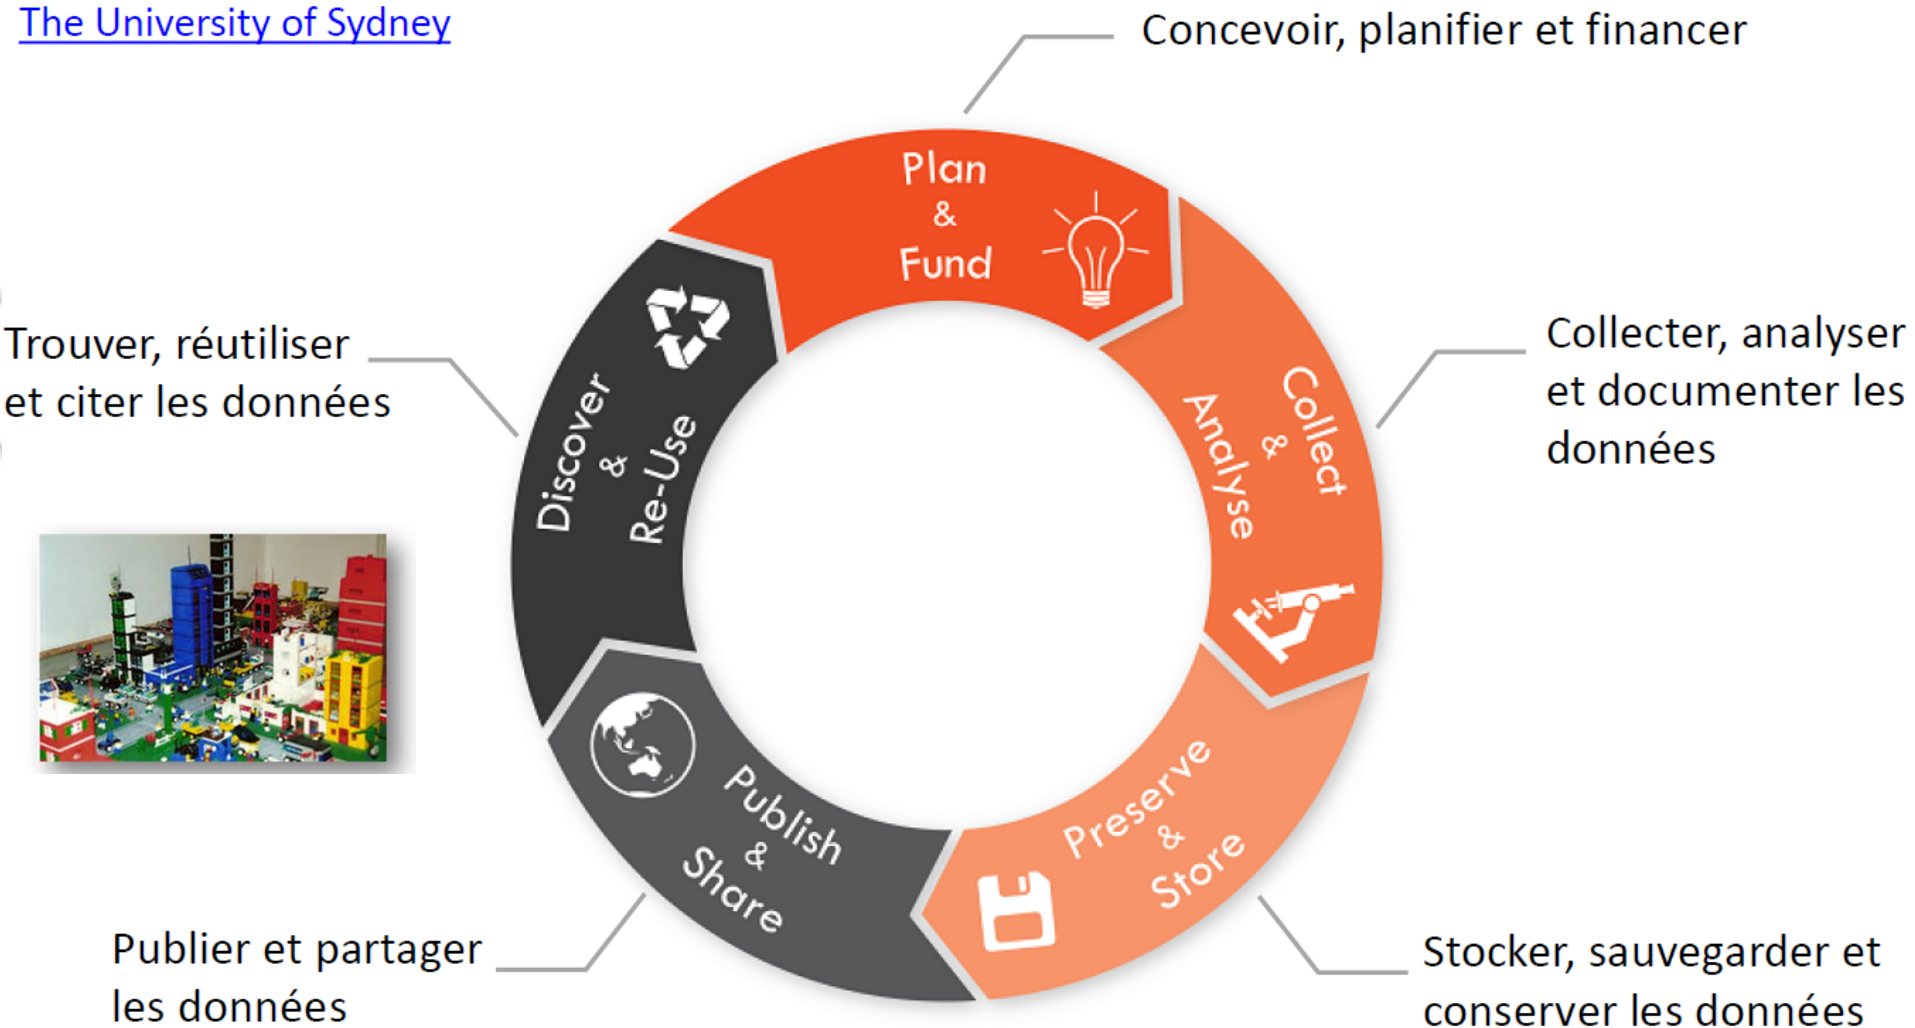 The University of Sydney
Concevoir, planifier et financer
Plan
&
Fund
Collect
&
Analyse
Collecter, analyser
et documenter les
données
Preserve
&
Store
Stocker, sauvegarder et
conserver les données
Publish
&
Share
Publier et partager
les données
Discover
&
Re-Use
Trouver, réutiliser
et citer les données